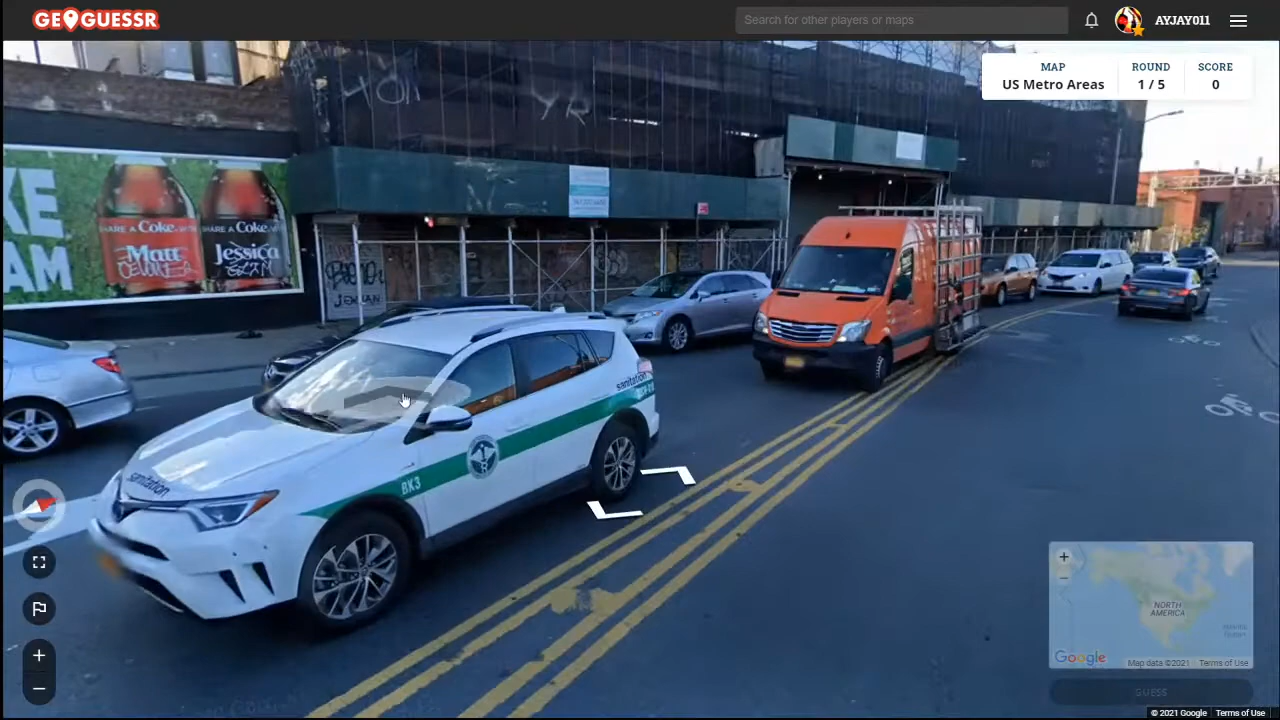 GEOGUESSR
Search for other players or maps
AYJAY011
MAP
US Metro Areas
ROUND
1 / 5
SCORE
0
KE
AM
SHARE A COKE WITH
Matt
SHARE A COKE WITH
Jessica
YR
sanitation
BK3
sanitation
+
−
NORTH
AMERICA
Google
Map data ©2021
Terms of Use
+
−
GUESS
© 2021 Google
Terms of Use